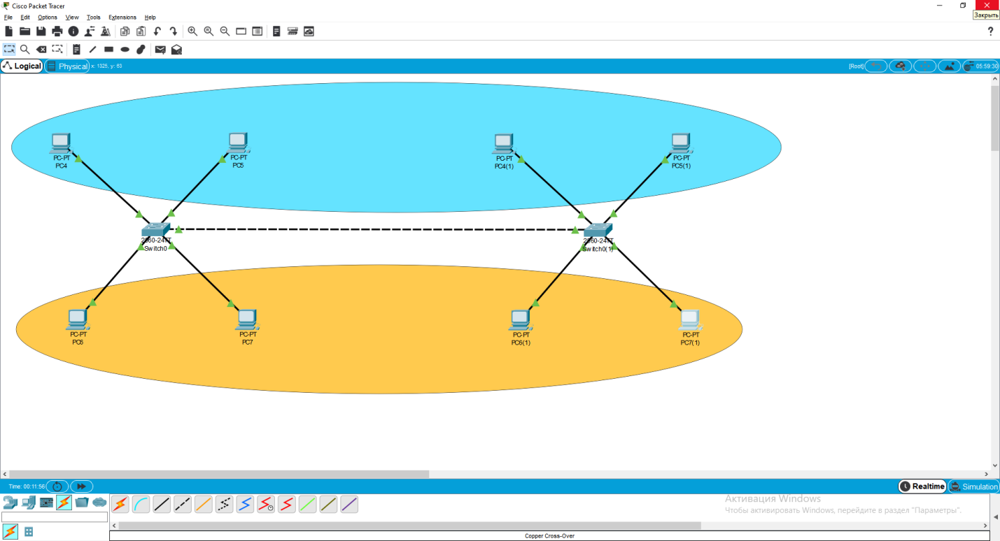 Cisco Packet Tracer
Закрыть
File Edit Options View Tools Extensions Help
?
Logical Physical x: 1325, y: 63 [Root] 05:59:30
PC-PT
PC4
PC-PT
PC5
PC-PT
PC4(1)
PC-PT
PC5(1)
2960-24TT
Switch0
2960-24TT
Switch0(1)
PC-PT
PC6
PC-PT
PC7
PC-PT
PC6(1)
PC-PT
PC7(1)
Time: 00:11:56 Realtime Simulation
Активация Windows
Чтобы активировать Windows, перейдите в раздел "Параметры".
Copper Cross-Over